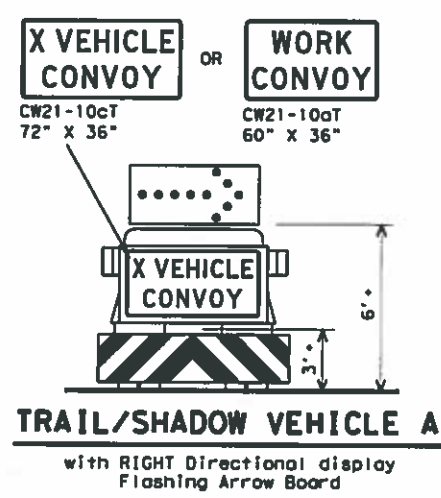 X VEHICLE
CONVOY
OR
WORK
CONVOY
CW21-10cT
72" X 36"
CW21-10aT
60" X 36"
X VEHICLE
CONVOY
6'+
3'+
TRAIL/SHADOW VEHICLE A
with RIGHT Directional display
Flashing Arrow Board